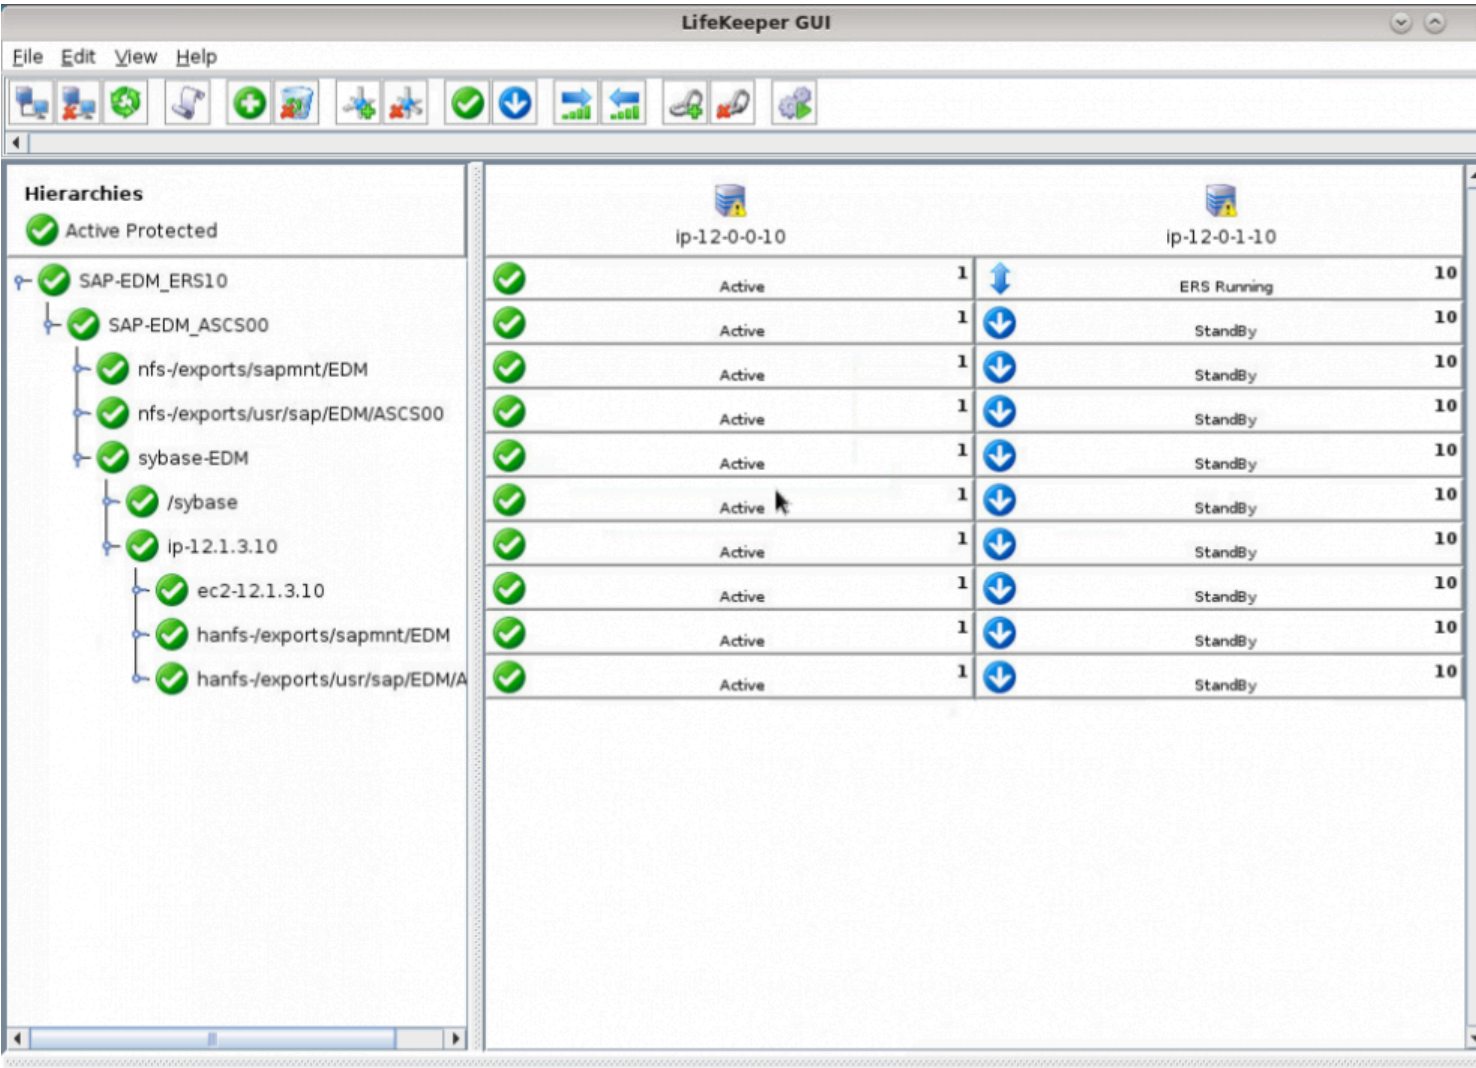 LifeKeeper GUI
File Edit View Help
Hierarchies
Active Protected
ip-12-0-0-10 ip-12-0-1-10
SAP-EDM_ERS10 Active 1 ERS Running 10
SAP-EDM_ASCS00 Active 1 StandBy 10
nfs-/exports/sapmnt/EDM Active 1 StandBy 10
nfs-/exports/usr/sap/EDM/ASCS00 Active 1 StandBy 10
sybase-EDM Active 1 StandBy 10
/sybase Active 1 StandBy 10
ip-12.1.3.10 Active 1 StandBy 10
ec2-12.1.3.10 Active 1 StandBy 10
hanfs-/exports/sapmnt/EDM Active 1 StandBy 10
hanfs-/exports/usr/sap/EDM/A Active 1 StandBy 10